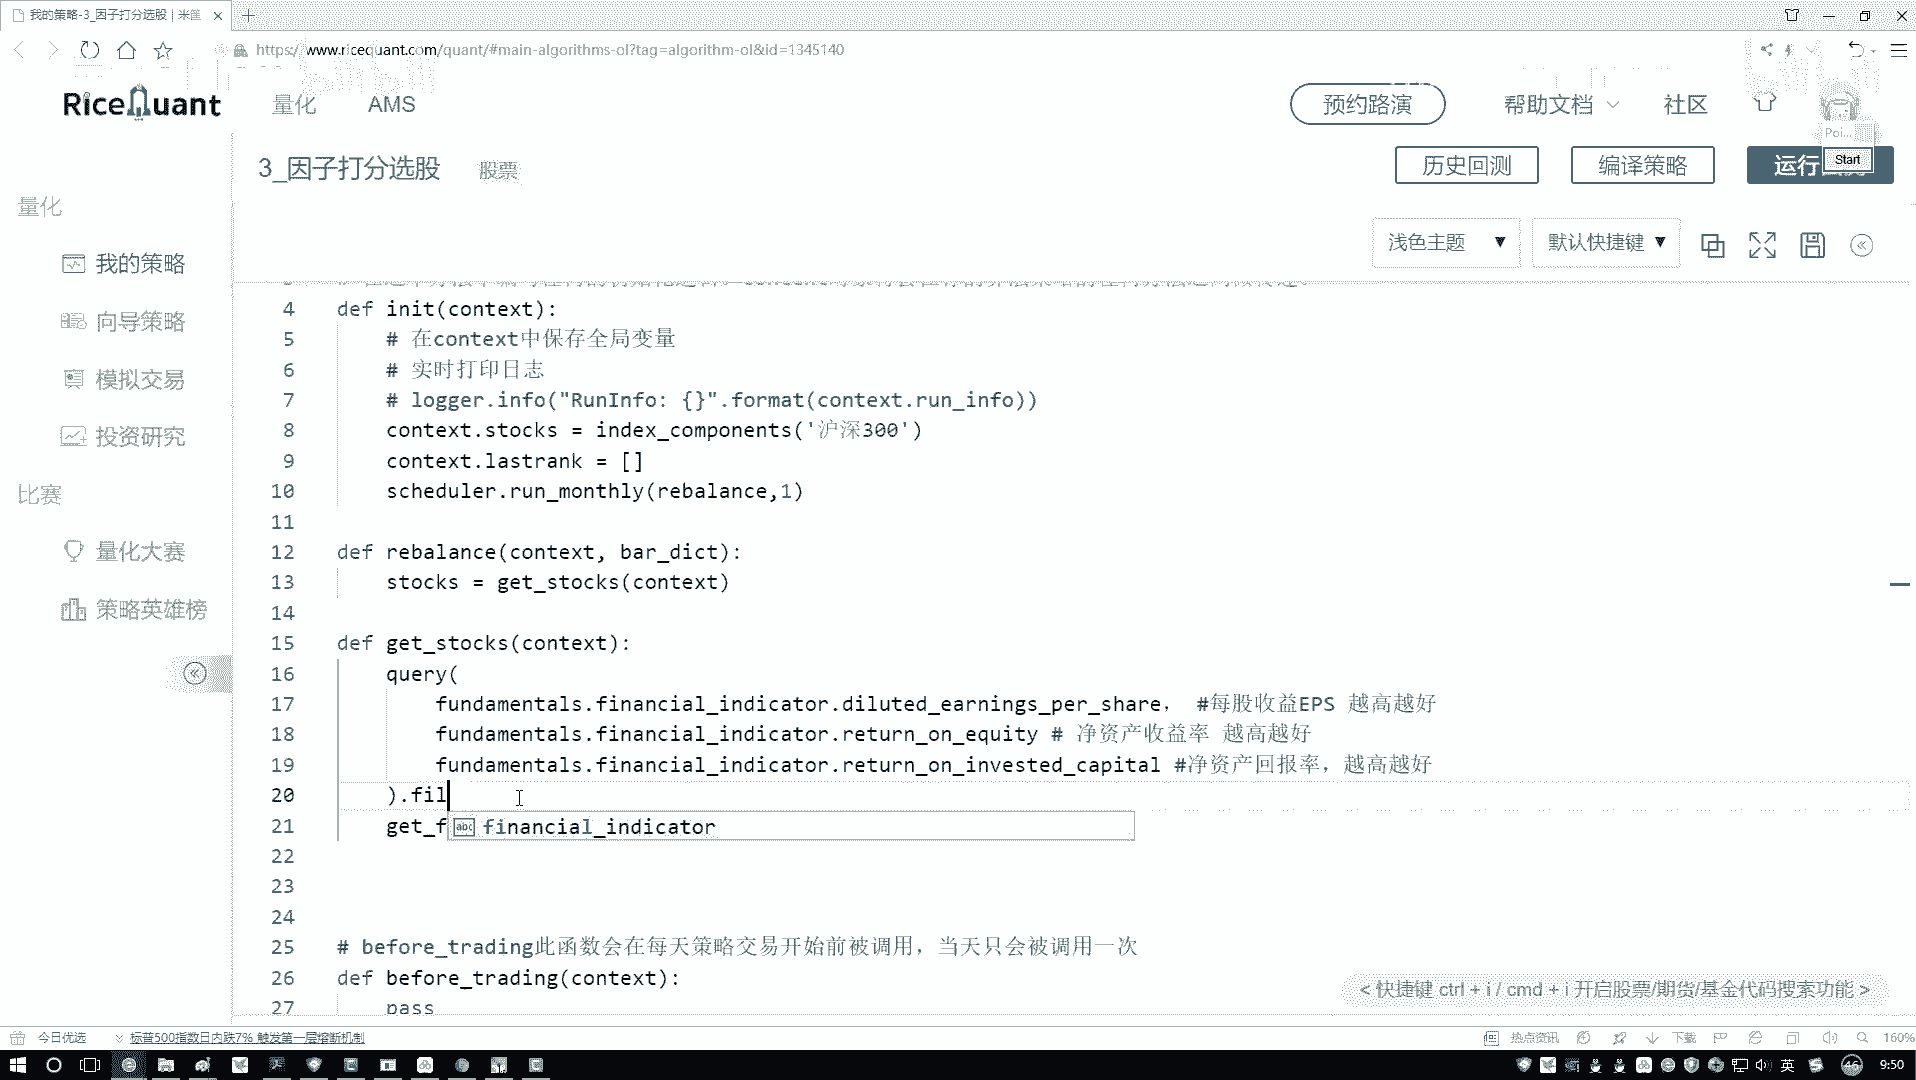 我的策略-3_因子打分选股 | 米筐
https://www.ricequant.com/quant/#main-algorithms-ol?tag=algorithm-ol&id=1345140
RiceQuant
量化
AMS
预约路演
帮助文档
社区
Poi...
Start
3_因子打分选股
股票
历史回测
编译策略
运行
浅色主题
默认快捷键
量化
我的策略
向导策略
模拟交易
投资研究
比赛
量化大赛
策略英雄榜
4 def init(context):
5 # 在context中保存全局变量
6 # 实时打印日志
7 # logger.info("RunInfo: {}".format(context.run_info))
8 context.stocks = index_components('沪深300')
9 context.lastrank = []
10 scheduler.run_monthly(rebalance,1)
11
12 def rebalance(context, bar_dict):
13 stocks = get_stocks(context)
14
15 def get_stocks(context):
16 query(
17 fundamentals.financial_indicator.diluted_earnings_per_share， #每股收益EPS 越高越好
18 fundamentals.financial_indicator.return_on_equity # 净资产收益率 越高越好
19 fundamentals.financial_indicator.return_on_invested_capital #净资产回报率，越高越好
20 ).fil
21 get_f
abc financial_indicator
22
23
24
25 # before_trading此函数会在每天策略交易开始前被调用，当天只会被调用一次
26 def before_trading(context):
27 pass
< 快捷键 ctrl + i / cmd + i 开启股票/期货/基金代码搜索功能 >
今日优选
标普500指数日内跌7% 触发第一层熔断机制
热点资讯
下载
160%
英
46
9:50